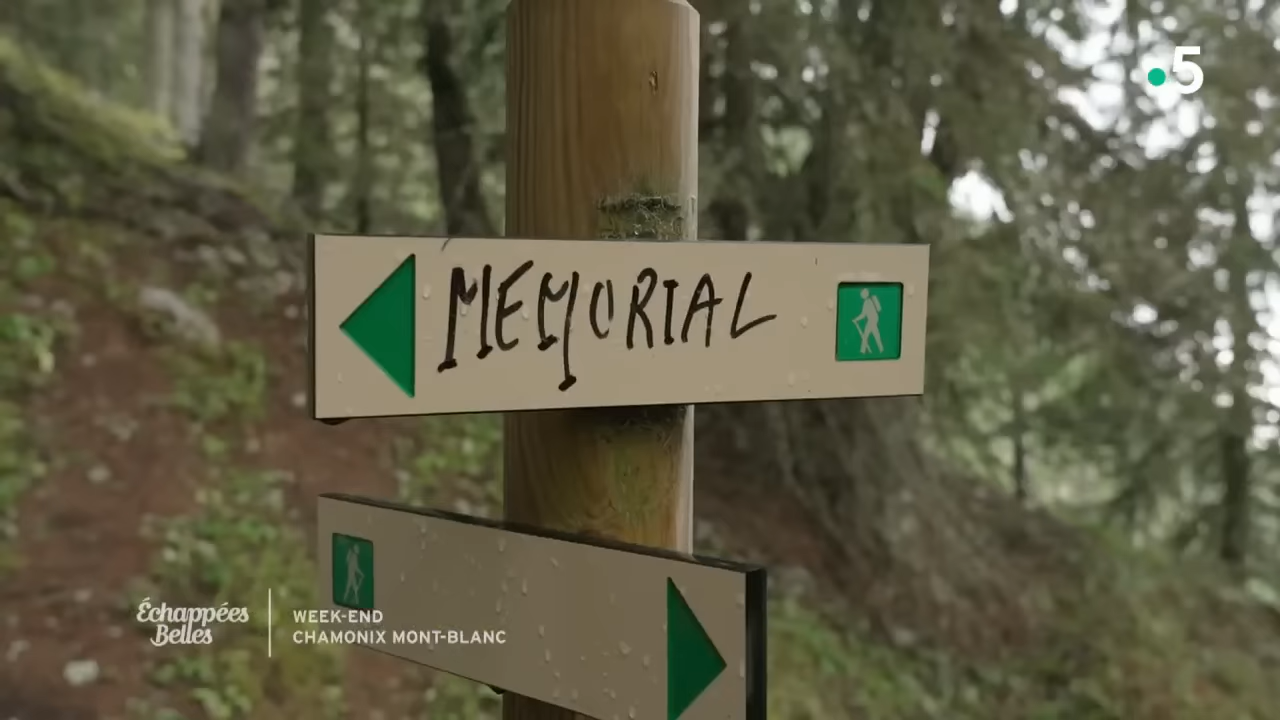 5
MEMORIAL
Échappées
Belles
WEEK-END
CHAMONIX MONT-BLANC